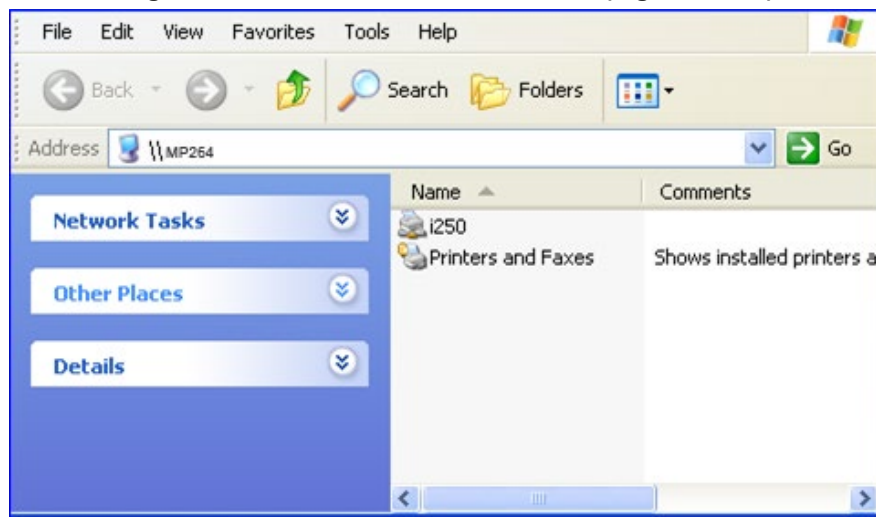 File Edit View Favorites Tools Help
Back Search Folders
Address \\MP264 Go
Name Comments
Network Tasks
i250
Printers and Faxes Shows installed printers a
Other Places
Details